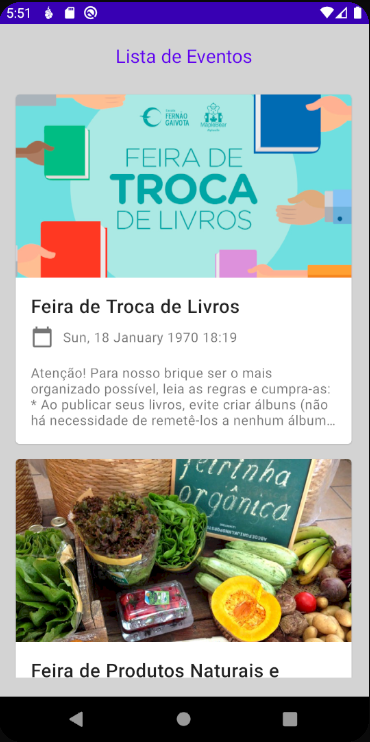 5:51
Lista de Eventos
FERNÃO
GAIVOTA
FEIRA DE
TROCA
DE LIVROS
Feira de Troca de Livros
Sun, 18 January 1970 18:19
Atenção! Para nosso brique ser o mais
organizado possível, leia as regras e cumpra-as:
* Ao publicar seus livros, evite criar álbuns (não
há necessidade de remetê-los a nenhum álbum...
feirinha
orgânica
Feira de Produtos Naturais e